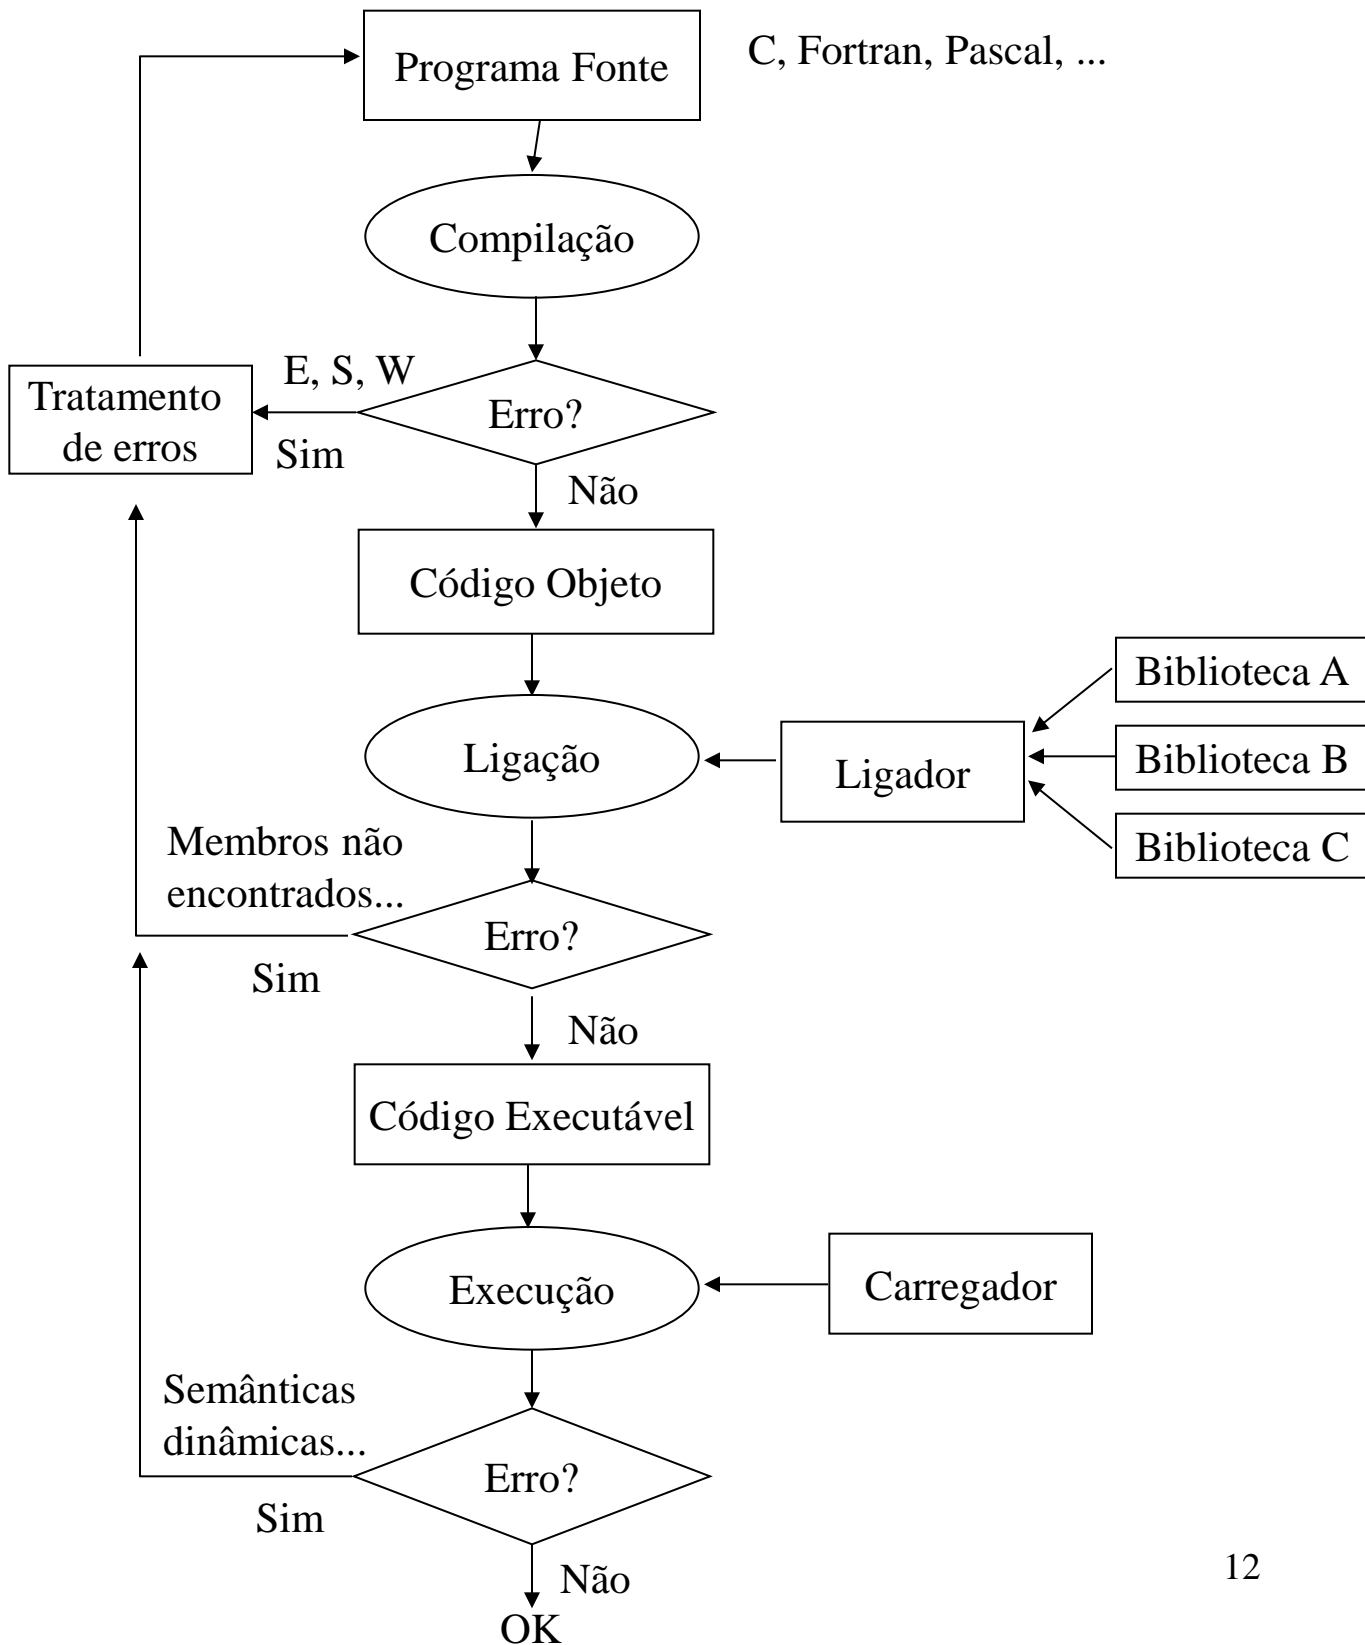 Programa Fonte
C, Fortran, Pascal, ...
Compilação
E, S, W
Tratamento
de erros
Sim
Erro?
Não
Código Objeto
Biblioteca A
Ligação
Ligador
Biblioteca B
Biblioteca C
Membros não
encontrados...
Erro?
Sim
Não
Código Executável
Execução
Carregador
Semânticas
dinâmicas...
Erro?
Sim
Não
OK
12